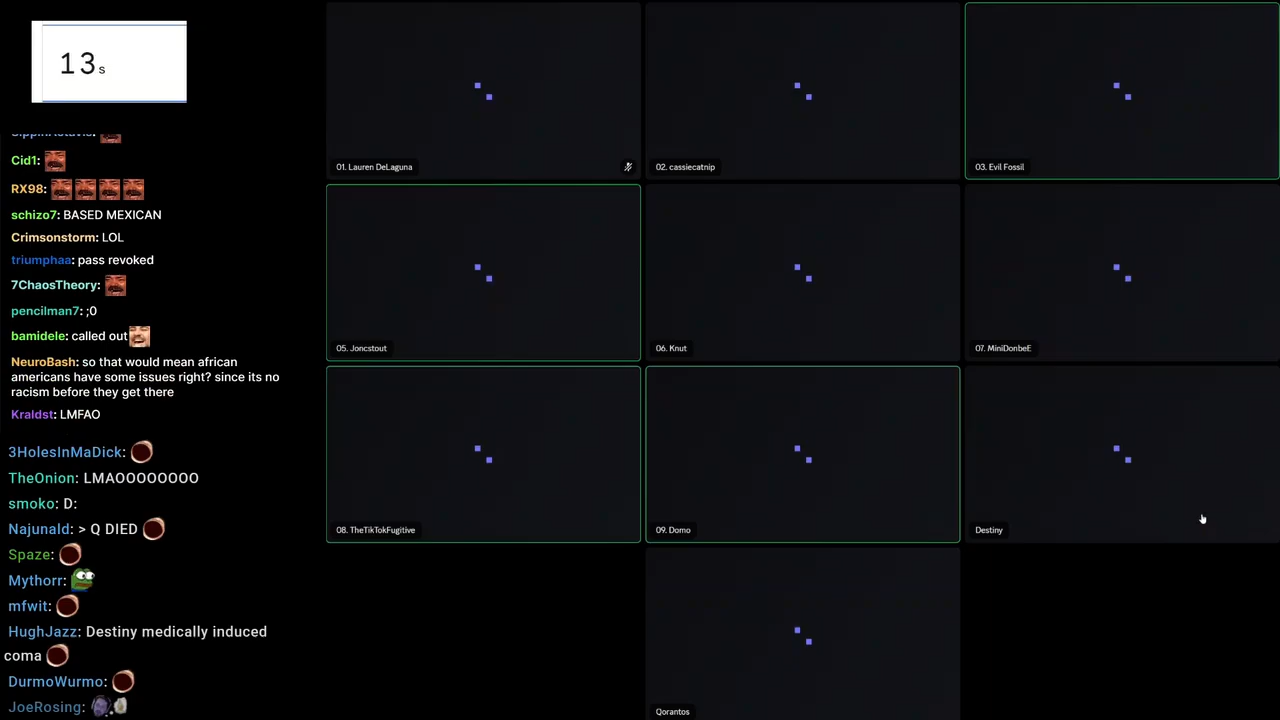 13s
Cid1:
RX98:
schizo7: BASED MEXICAN
Crimsonstorm: LOL
triumphaa: pass revoked
7ChaosTheory:
pencilman7: ;0
bamidele: called out
NeuroBash: so that would mean african
americans have some issues right? since its no
racism before they get there
Kraldst: LMFAO
3HolesInMaDick:
TheOnion: LMAOOOOOOOO
smoko: D:
Najunald: > Q DIED
Spaze:
Mythorr:
mfwit:
HughJazz: Destiny medically induced
coma
DurmoWurmo:
JoeRosing:
01. Lauren DeLaguna
02. cassiecatnip
03. Evil Fossil
05. Joncstout
06. Knut
07. MiniDonbeE
08. TheTikTokFugitive
09. Domo
Destiny
Qorantos